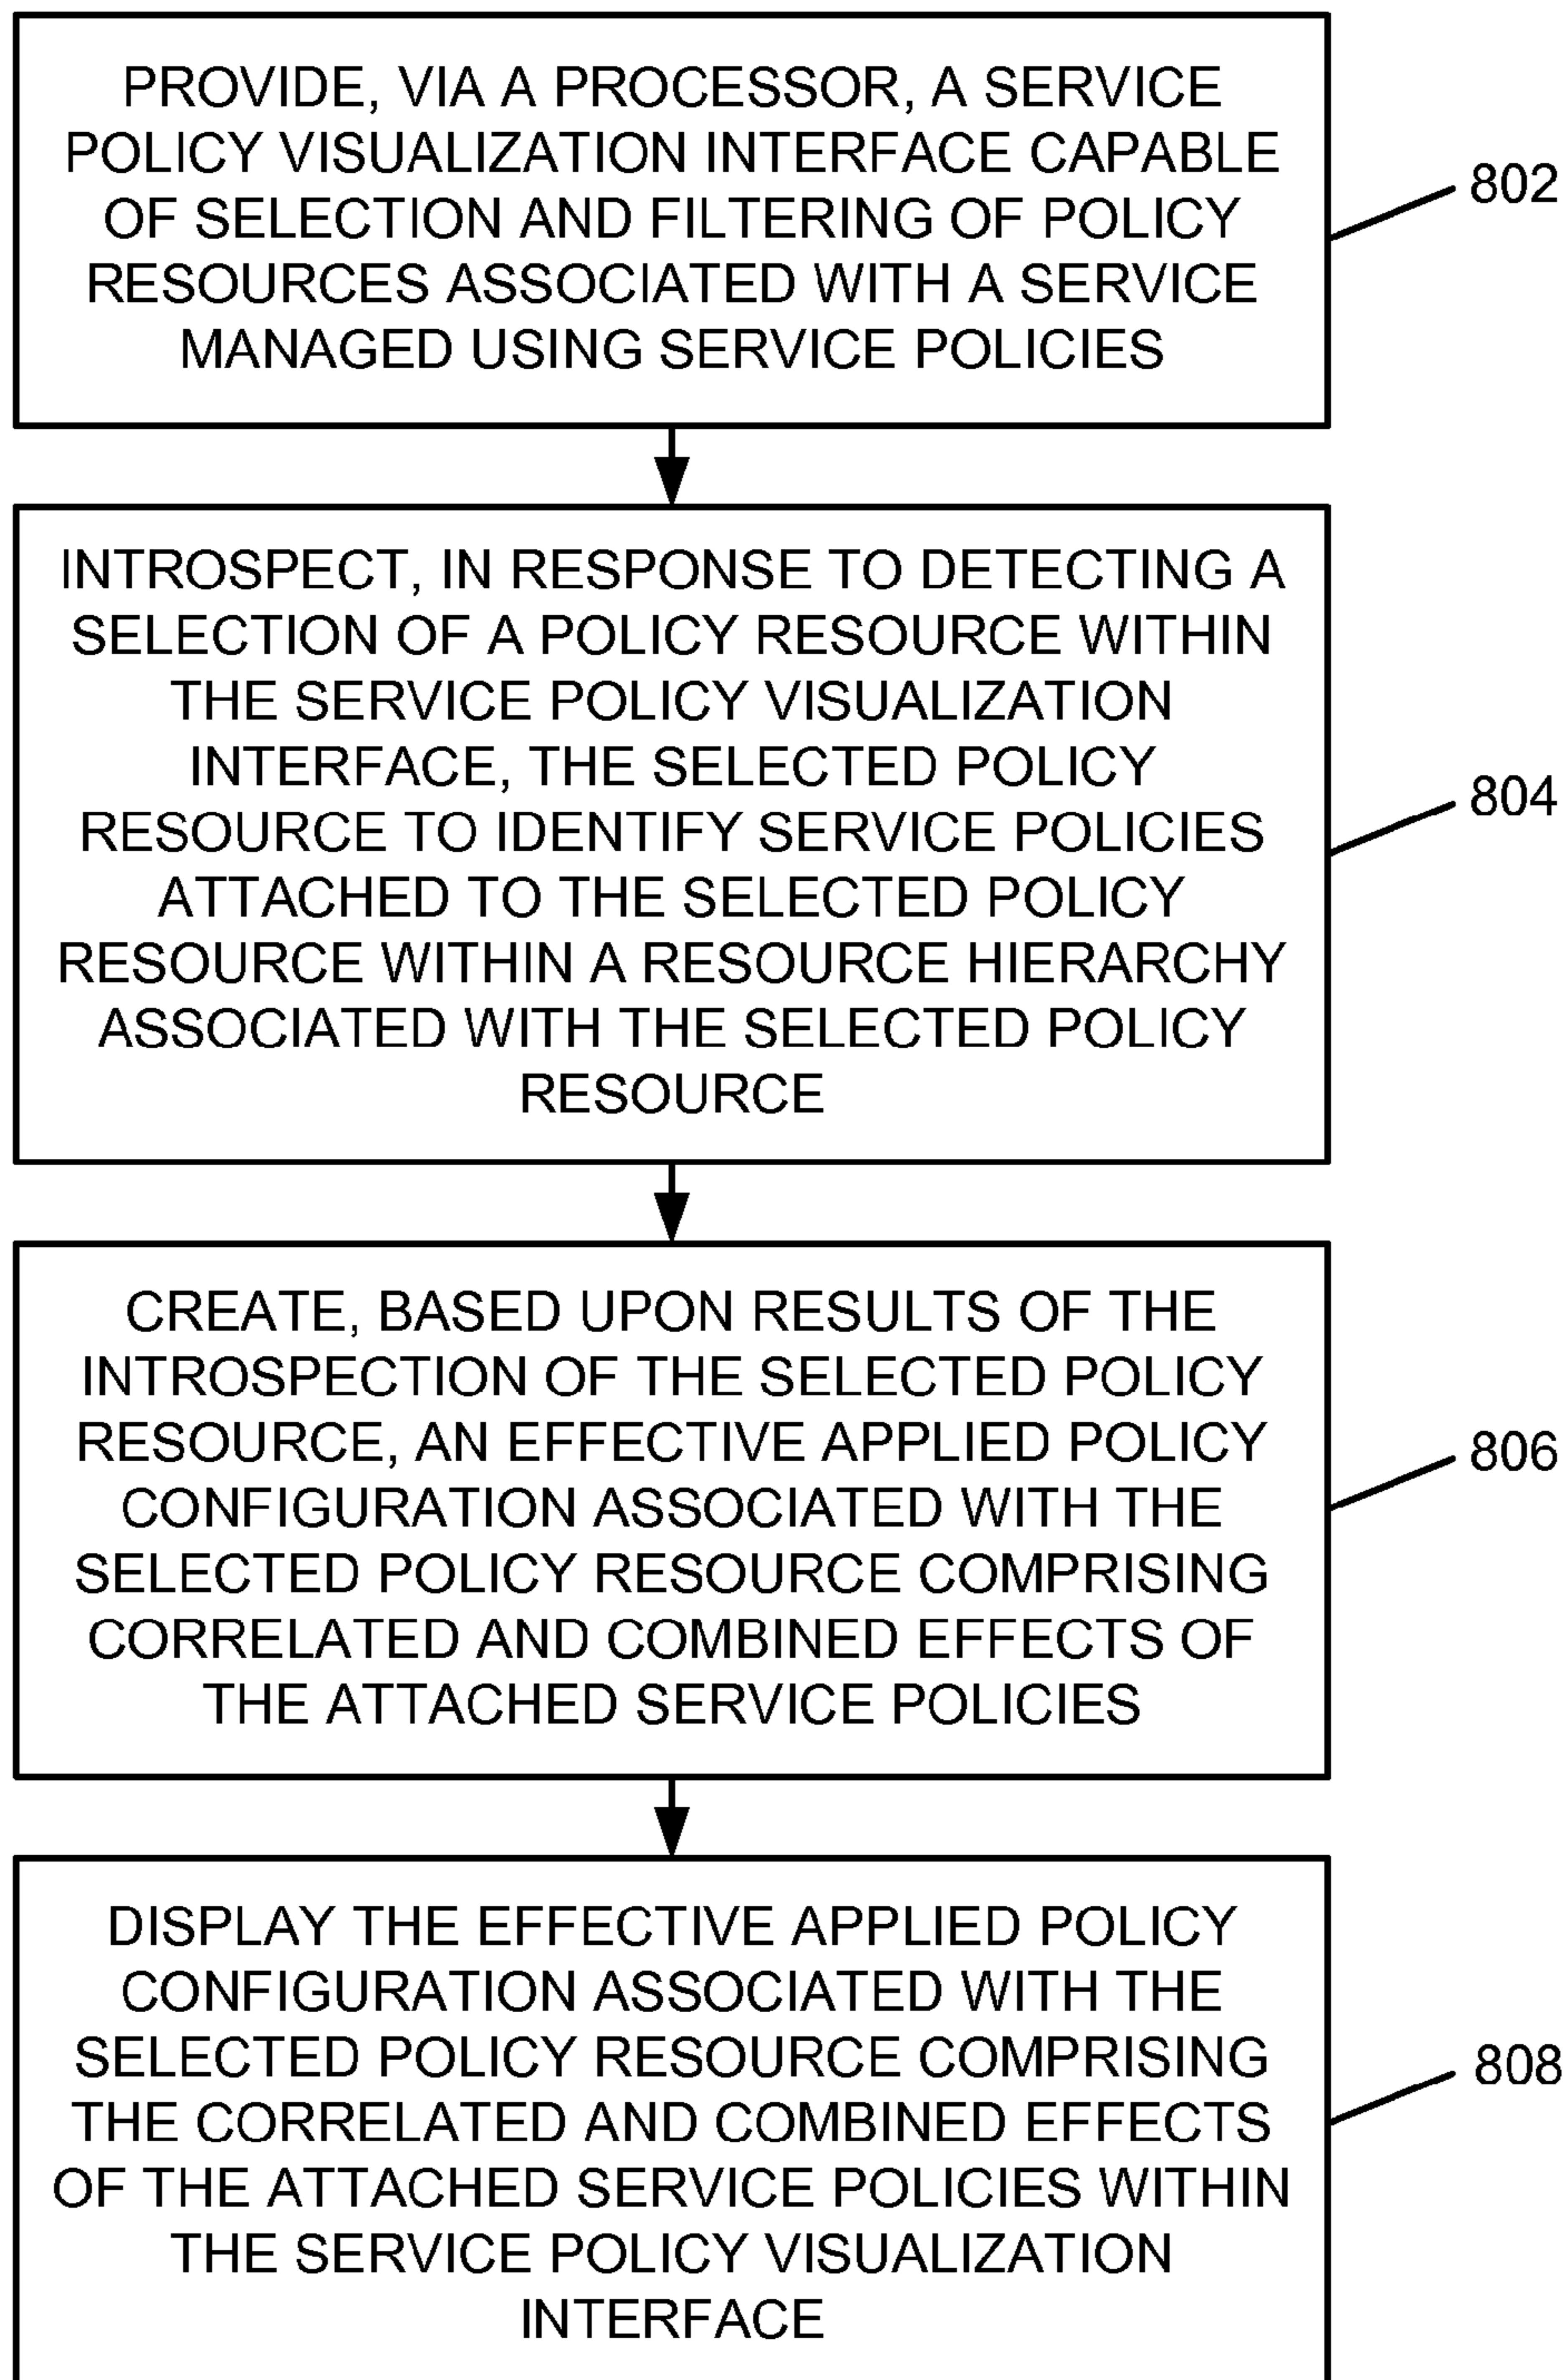 PROVIDE, VIA A PROCESSOR, A SERVICE
POLICY VISUALIZATION INTERFACE CAPABLE
OF SELECTION AND FILTERING OF POLICY
RESOURCES ASSOCIATED WITH A SERVICE
MANAGED USING SERVICE POLICIES
802
INTROSPECT, IN RESPONSE TO DETECTING A
SELECTION OF A POLICY RESOURCE WITHIN
THE SERVICE POLICY VISUALIZATION
INTERFACE, THE SELECTED POLICY
RESOURCE TO IDENTIFY SERVICE POLICIES
ATTACHED TO THE SELECTED POLICY
RESOURCE WITHIN A RESOURCE HIERARCHY
ASSOCIATED WITH THE SELECTED POLICY
RESOURCE
804
CREATE, BASED UPON RESULTS OF THE
INTROSPECTION OF THE SELECTED POLICY
RESOURCE, AN EFFECTIVE APPLIED POLICY
CONFIGURATION ASSOCIATED WITH THE
SELECTED POLICY RESOURCE COMPRISING
CORRELATED AND COMBINED EFFECTS OF
THE ATTACHED SERVICE POLICIES
806
DISPLAY THE EFFECTIVE APPLIED POLICY
CONFIGURATION ASSOCIATED WITH THE
SELECTED POLICY RESOURCE COMPRISING
THE CORRELATED AND COMBINED EFFECTS
OF THE ATTACHED SERVICE POLICIES WITHIN
THE SERVICE POLICY VISUALIZATION
INTERFACE
808